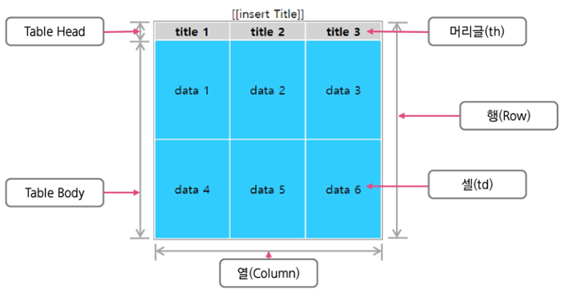 [[insert Title]]
Table Head
title 1 title 2 title 3
머리글(th)
data 1 data 2 data 3
행(Row)
Table Body
data 4 data 5 data 6
셀(td)
열(Column)